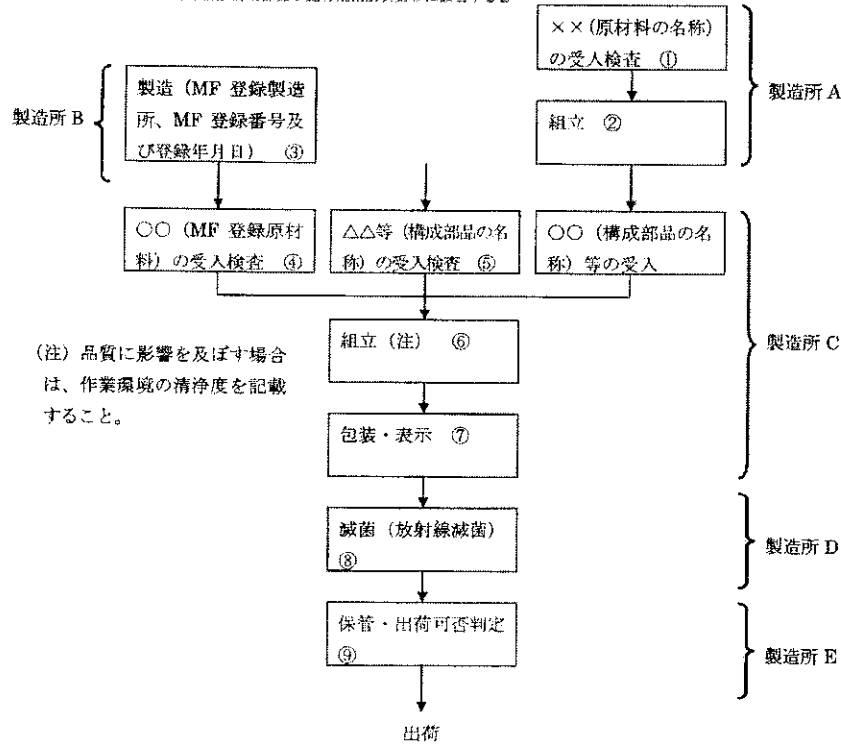 ××(原材料の名称)
の受入検査 ①
製造所 A
組立 ②
製造所 B
製造（MF 登録製造
所、MF 登録番号及
び登録年月日） ③
○○（MF 登録原材
料）の受入検査 ④
△△等（構成部品の名
称）の受入検査 ⑤
○○（構成部品の名
称）等の受入
製造所 C
組立（注） ⑥
（注）品質に影響を及ぼす場合
は、作業環境の清浄度を記載
すること。
包装・表示 ⑦
滅菌（放射線滅菌）
⑧
製造所 D
保管・出荷可否判定
⑨
製造所 E
出荷